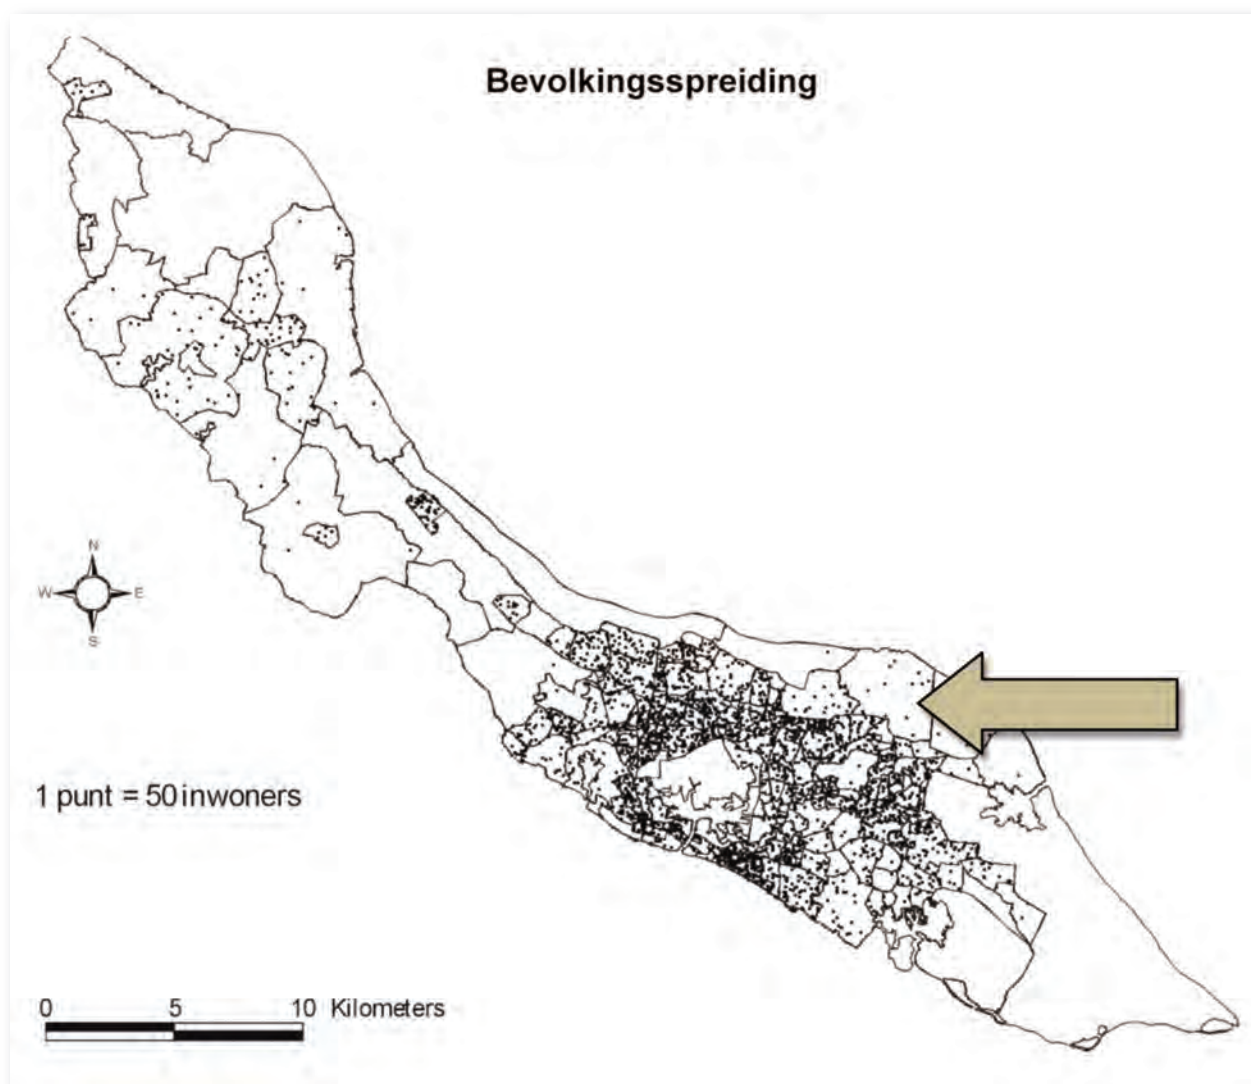 Bevolkingsspreiding
N
W E
S
1 punt = 50 inwoners
0 5 10 Kilometers